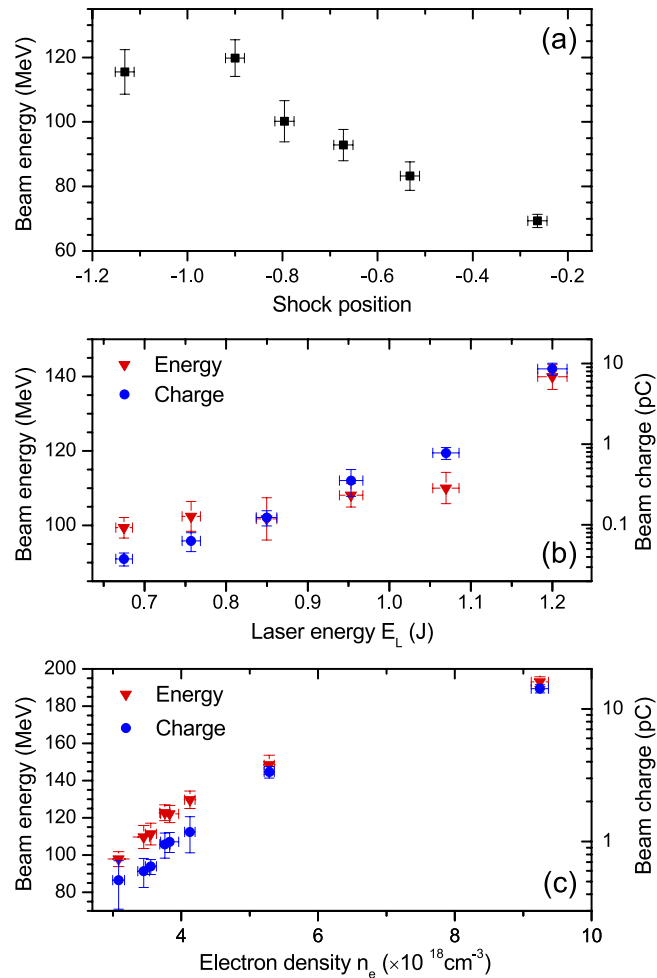 (a)
Beam energy (MeV)
120
100
80
60
-1.2 -1.0 -0.8 -0.6 -0.4 -0.2
Shock position
Energy
Charge
(b)
Beam energy (MeV)
140
120
100
Beam charge (pC)
10
1
0.1
0.7 0.8 0.9 1.0 1.1 1.2
Laser energy E_L (J)
Energy
Charge
(c)
Beam energy (MeV)
200
180
160
140
120
100
80
Beam charge (pC)
10
1
4 6 8 10
Electron density n_e (×10^18 cm^-3)